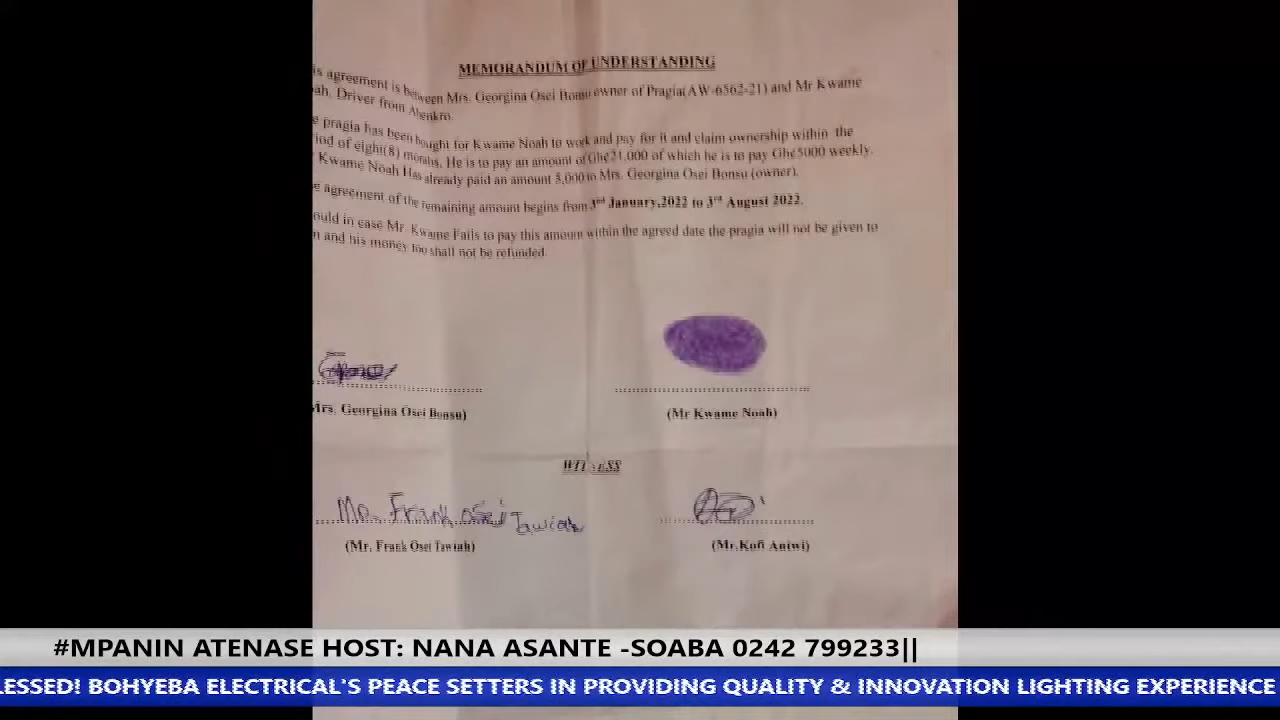 MEMORANDUM OF UNDERSTANDING
is agreement is between Mrs. Georgina Osei Bonsu owner of Pragia(AW-6562-21) and Mr Kwame
ah. Driver from Atenkro.
e pragia has been bought for Kwame Noah to work and pay for it and claim ownership within the
riod of eight(8) months. He is to pay an amount of Gh¢21,000 of which he is to pay Gh¢5000 weekly.
Kwame Noah Has already paid an amount 3,000 to Mrs. Georgina Osei Bonsu (owner).
e agreement of the remaining amount begins from 3rd January,2022 to 3rd August 2022.
ould in case Mr. Kwame Fails to pay this amount within the agreed date the pragia will not be given to
m and his money too shall not be refunded.
Mrs. Georgina Osei Bonsu)
(Mr Kwame Noah)
WITNESS
Mr. Frank Osei Tawiah
(Mr. Frank Osei Tawiah)
(Mr.Kofi Antwi)
#MPANIN ATENASE HOST: NANA ASANTE -SOABA 0242 799233||
LESSED! BOHYEBA ELECTRICAL'S PEACE SETTERS IN PROVIDING QUALITY & INNOVATION LIGHTING EXPERIENCE